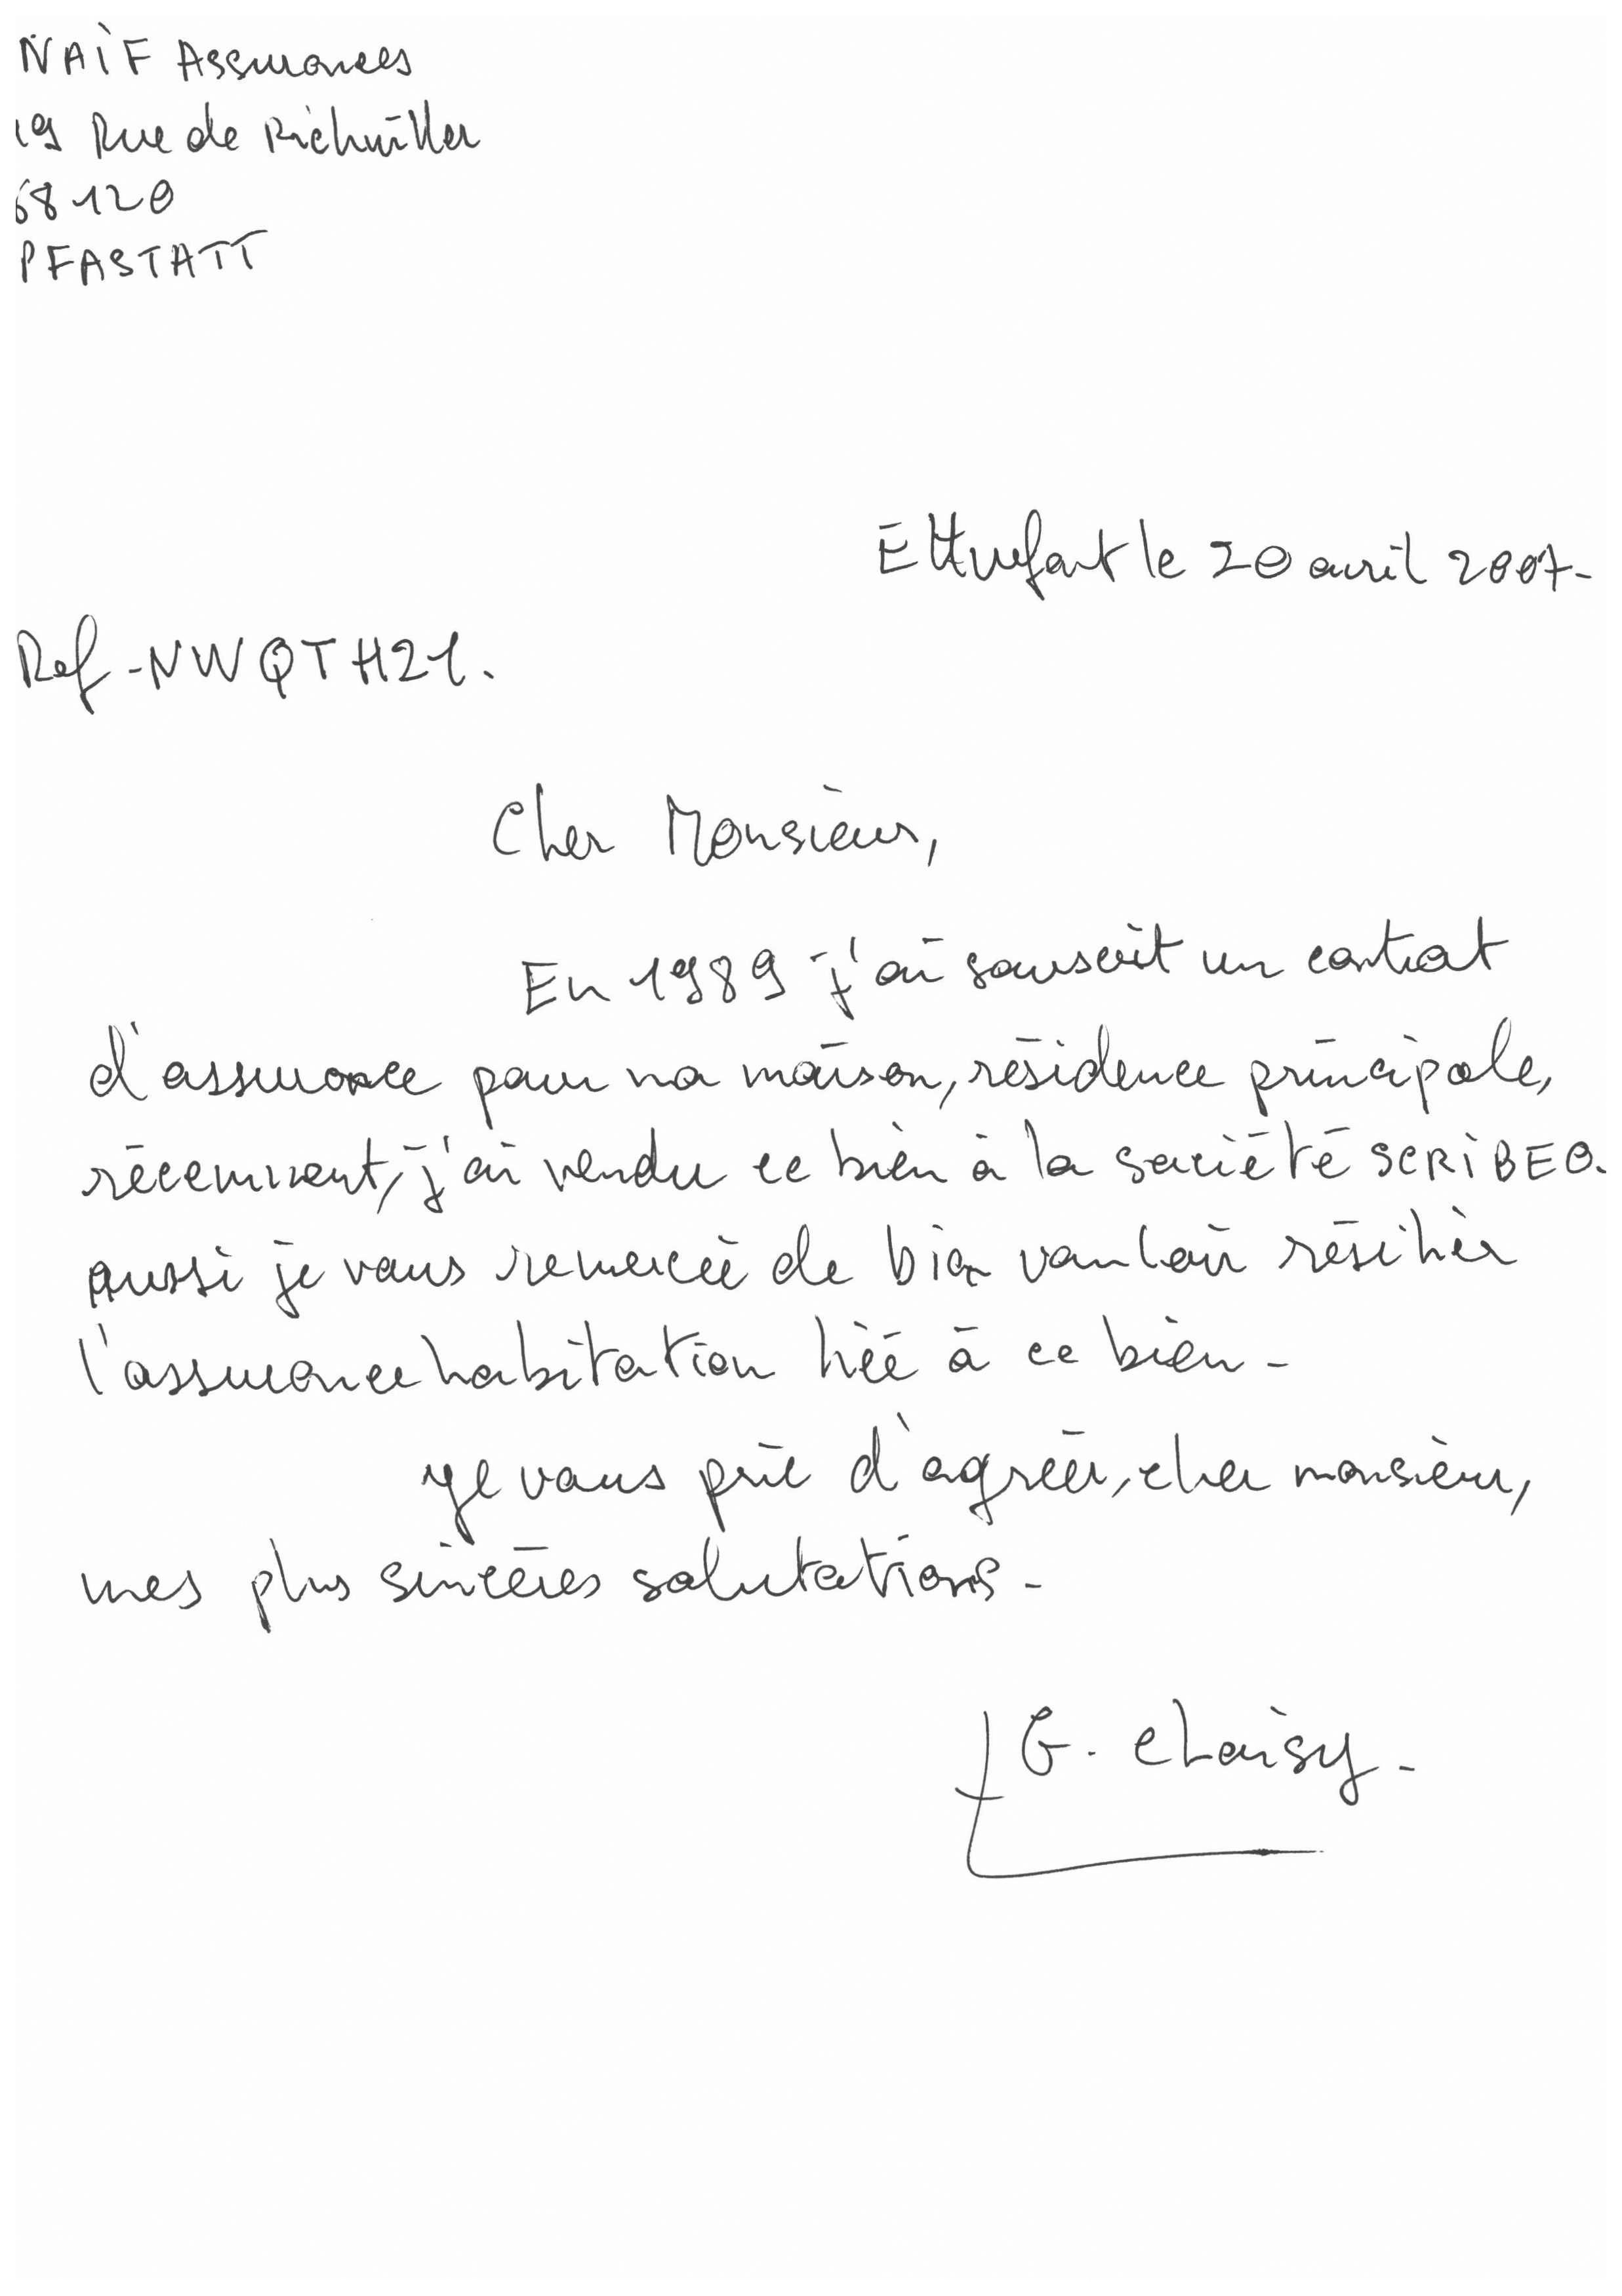 NAIF Assurances
19 Rue de Richwiller
68120
PFASTATT
le 20 avril 2007-
Ref-NWQTH21.
Cher Monsieur,
En 1989 j'ai souscrit un contrat
d'assurance pour ma maison, résidence principale,
récemment, j'ai vendu ce bien à la société SCRIBEO.
aussi je vous remercie de bien vouloir résilier
l'assurance habitation liée à ce bien-
Je vous prie d'agréer, cher monsieur,
mes plus sincères salutations-
G. Choisy-